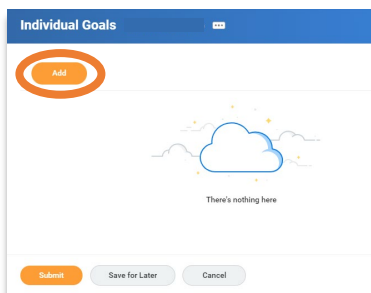 Individual Goals
Add
There's nothing here
Submit Save for Later Cancel